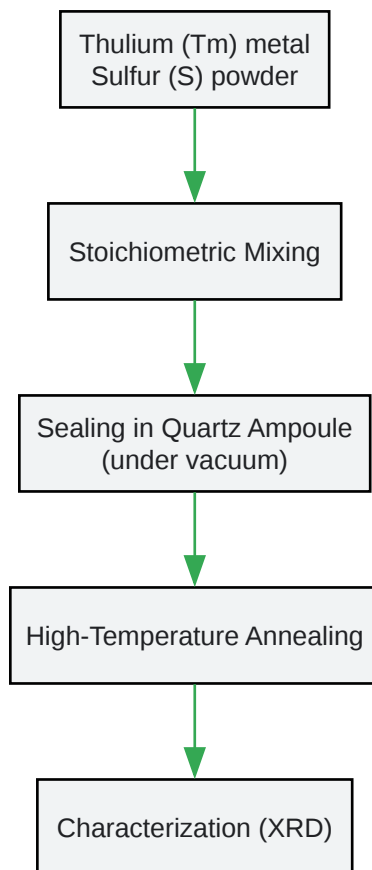 Thulium (Tm) metal
Sulfur (S) powder
Stoichiometric Mixing
Sealing in Quartz Ampoule
(under vacuum)
High-Temperature Annealing
Characterization (XRD)